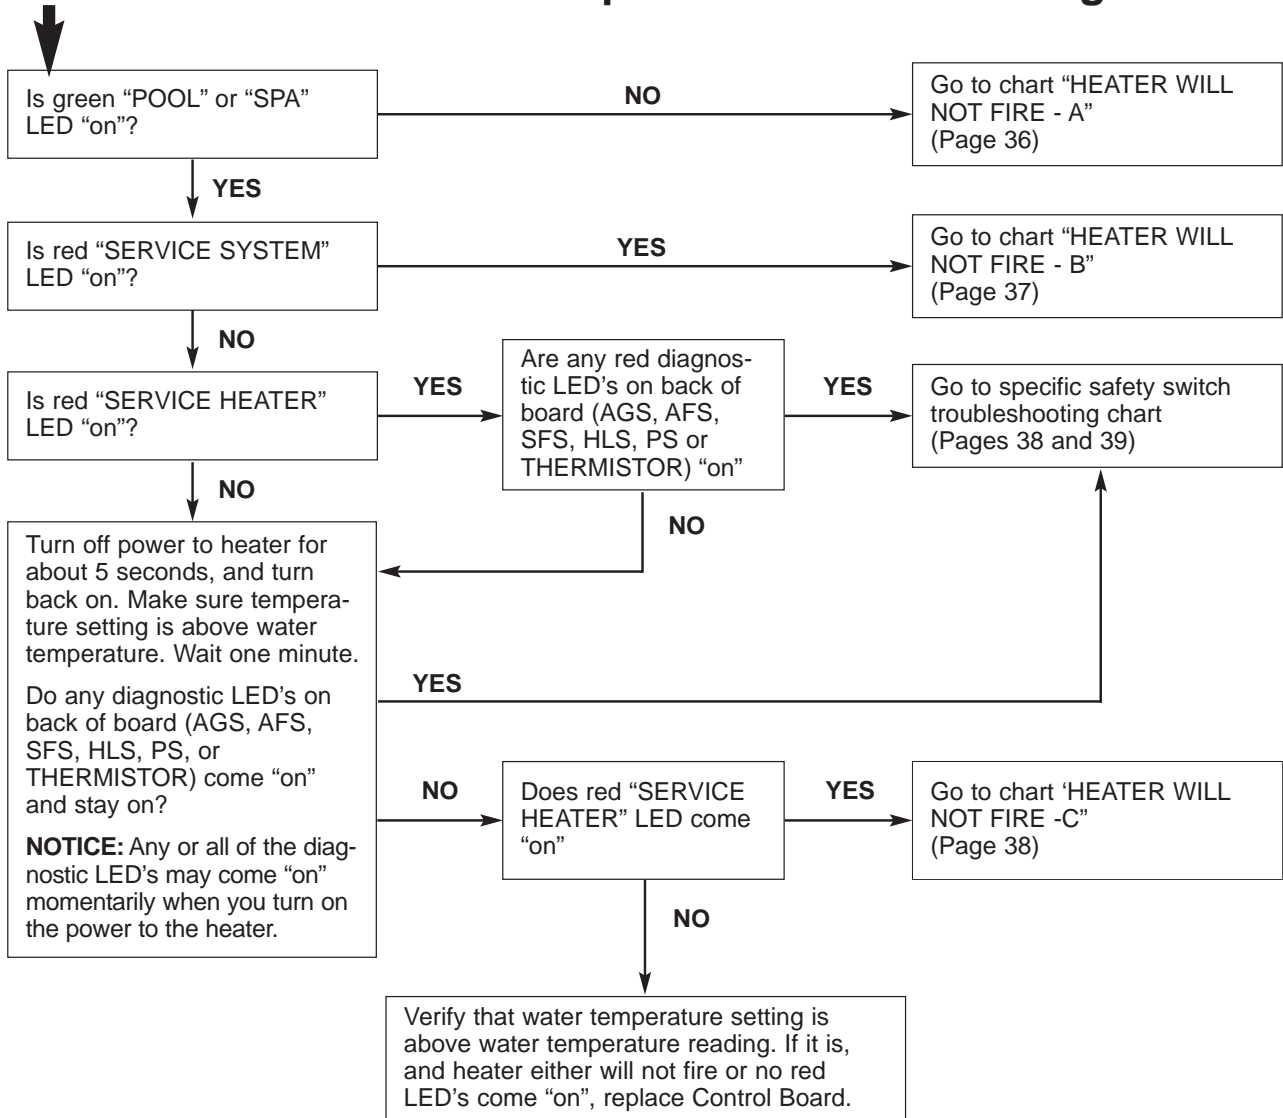 Is green “POOL” or “SPA”
LED “on”?
NO
Go to chart “HEATER WILL
NOT FIRE - A”
(Page 36)
YES
Is red “SERVICE SYSTEM”
LED “on”?
YES
Go to chart “HEATER WILL
NOT FIRE - B”
(Page 37)
NO
Is red “SERVICE HEATER”
LED “on”?
YES
Are any red diagnos-
tic LED's on back of
board (AGS, AFS,
SFS, HLS, PS or
THERMISTOR) “on”
YES
Go to specific safety switch
troubleshooting chart
(Pages 38 and 39)
NO
NO
Turn off power to heater for
about 5 seconds, and turn
back on. Make sure tempera-
ture setting is above water
temperature. Wait one minute.
Do any diagnostic LED's on
back of board (AGS, AFS,
SFS, HLS, PS, or
THERMISTOR) come “on”
and stay on?
NOTICE: Any or all of the diag-
nostic LED's may come “on”
momentarily when you turn on
the power to the heater.
YES
NO
Does red “SERVICE
HEATER” LED come
“on”
YES
Go to chart ‘HEATER WILL
NOT FIRE -C”
(Page 38)
NO
Verify that water temperature setting is
above water temperature reading. If it is,
and heater either will not fire or no red
LED's come “on”, replace Control Board.